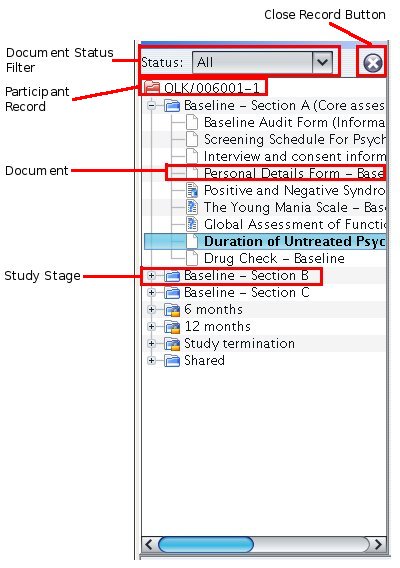 Close Record Button
Document Status
Filter
Status: All
Participant
Record
OLK/006001-1
Baseline - Section A (Core asses
Baseline Audit Form (Informa
Screening Schedule For Psych
Interview and consent inform
Document
Personal Details Form - Base
Positive and Negative Syndro
The Young Mania Scale - Bas
Global Assessment of Functi
Duration of Untreated Psyc
Drug Check - Baseline
Study Stage
Baseline - Section B
Baseline - Section C
6 months
12 months
Study termination
Shared